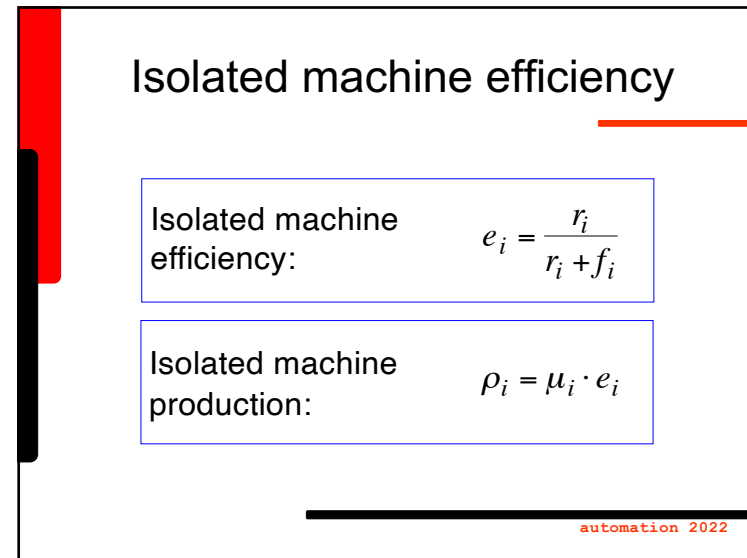 Isolated machine efficiency
Isolated machine
efficiency:
e_i = r_i / (r_i + f_i)
Isolated machine
production:
ρ_i = μ_i · e_i
automation 2022